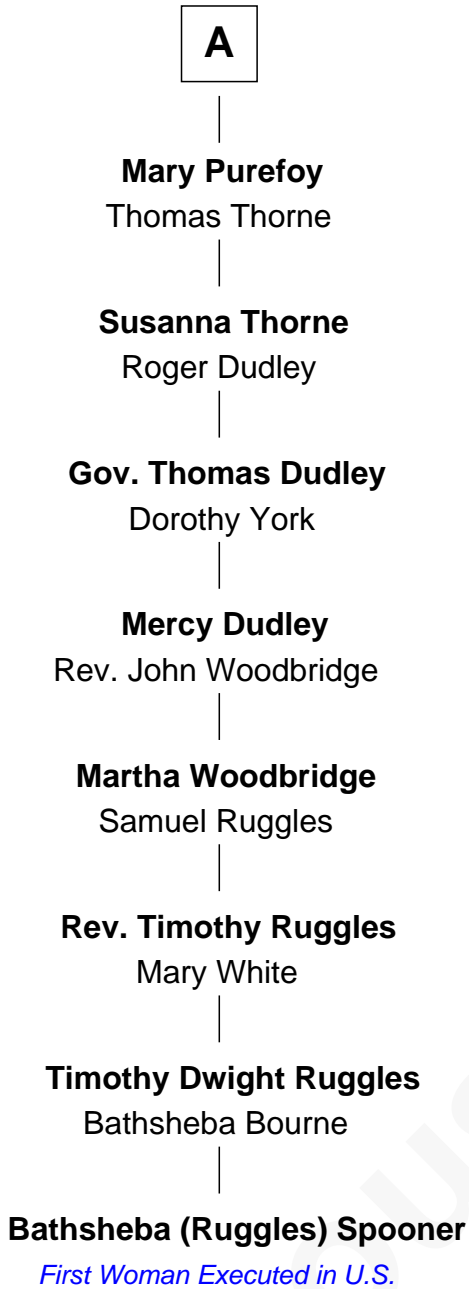 A
Mary Purefoy
Thomas Thorne
Susanna Thorne
Roger Dudley
Gov. Thomas Dudley
Dorothy York
Mercy Dudley
Rev. John Woodbridge
Martha Woodbridge
Samuel Ruggles
Rev. Timothy Ruggles
Mary White
Timothy Dwight Ruggles
Bathsheba Bourne
Bathsheba (Ruggles) Spooner
First Woman Executed in U.S.